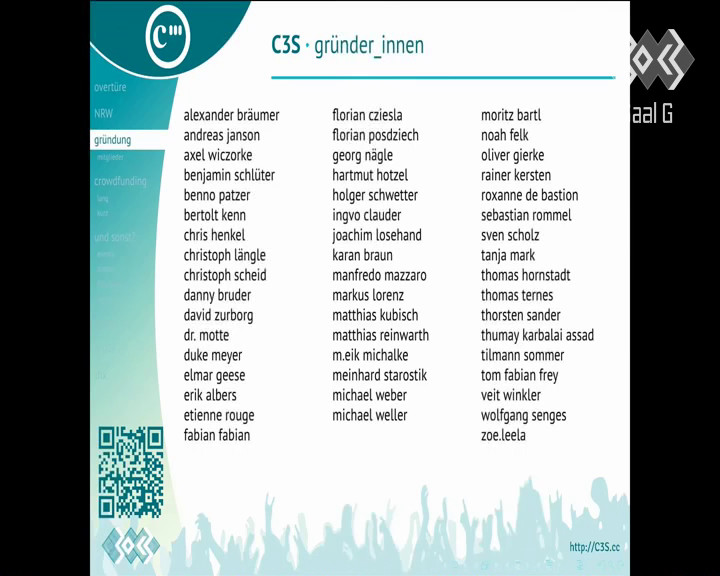 C3S · gründer_innen
overtüre
NRW
gründung
mitglieder
crowdfunding
lang
kurz
und sonst?
alexander bräumer
andreas janson
axel wiczorke
benjamin schlüter
benno patzer
bertolt kenn
chris henkel
christoph längle
christoph scheid
danny bruder
david zurborg
dr. motte
duke meyer
elmar geese
erik albers
etienne rouge
fabian fabian
florian cziesla
florian posdziech
georg nägle
hartmut hotzel
holger schwetter
ingvo clauder
joachim losehand
karan braun
manfredo mazzaro
markus lorenz
matthias kubisch
matthias reinwarth
m.eik michalke
meinhard starostik
michael weber
michael weller
moritz bartl
noah felk
oliver gierke
rainer kersten
roxanne de bastion
sebastian rommel
sven scholz
tanja mark
thomas hornstadt
thomas ternes
thorsten sander
thumay karbalai assad
tilmann sommer
tom fabian frey
veit winkler
wolfgang senges
zoe.leela
http://C3S.cc
aal G